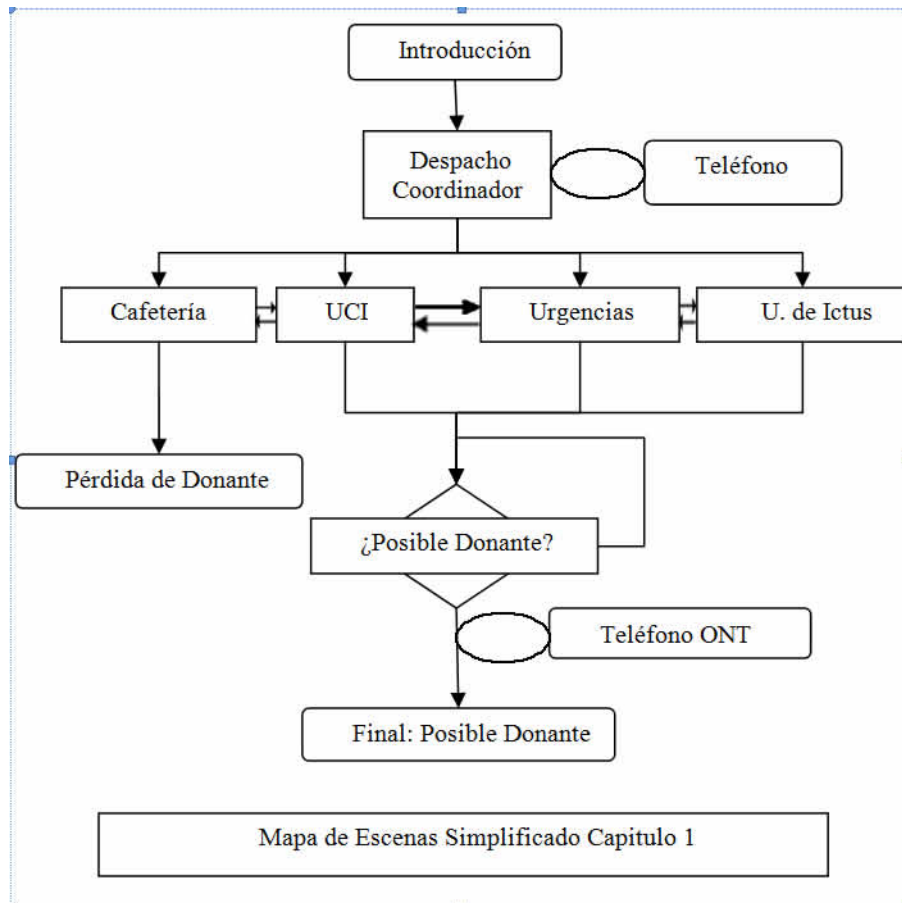 Introducción
Despacho
Coordinador
Teléfono
Cafetería
UCI
Urgencias
U. de Ictus
Pérdida de Donante
¿Posible Donante?
Teléfono ONT
Final: Posible Donante
Mapa de Escenas Simplificado Capitulo 1